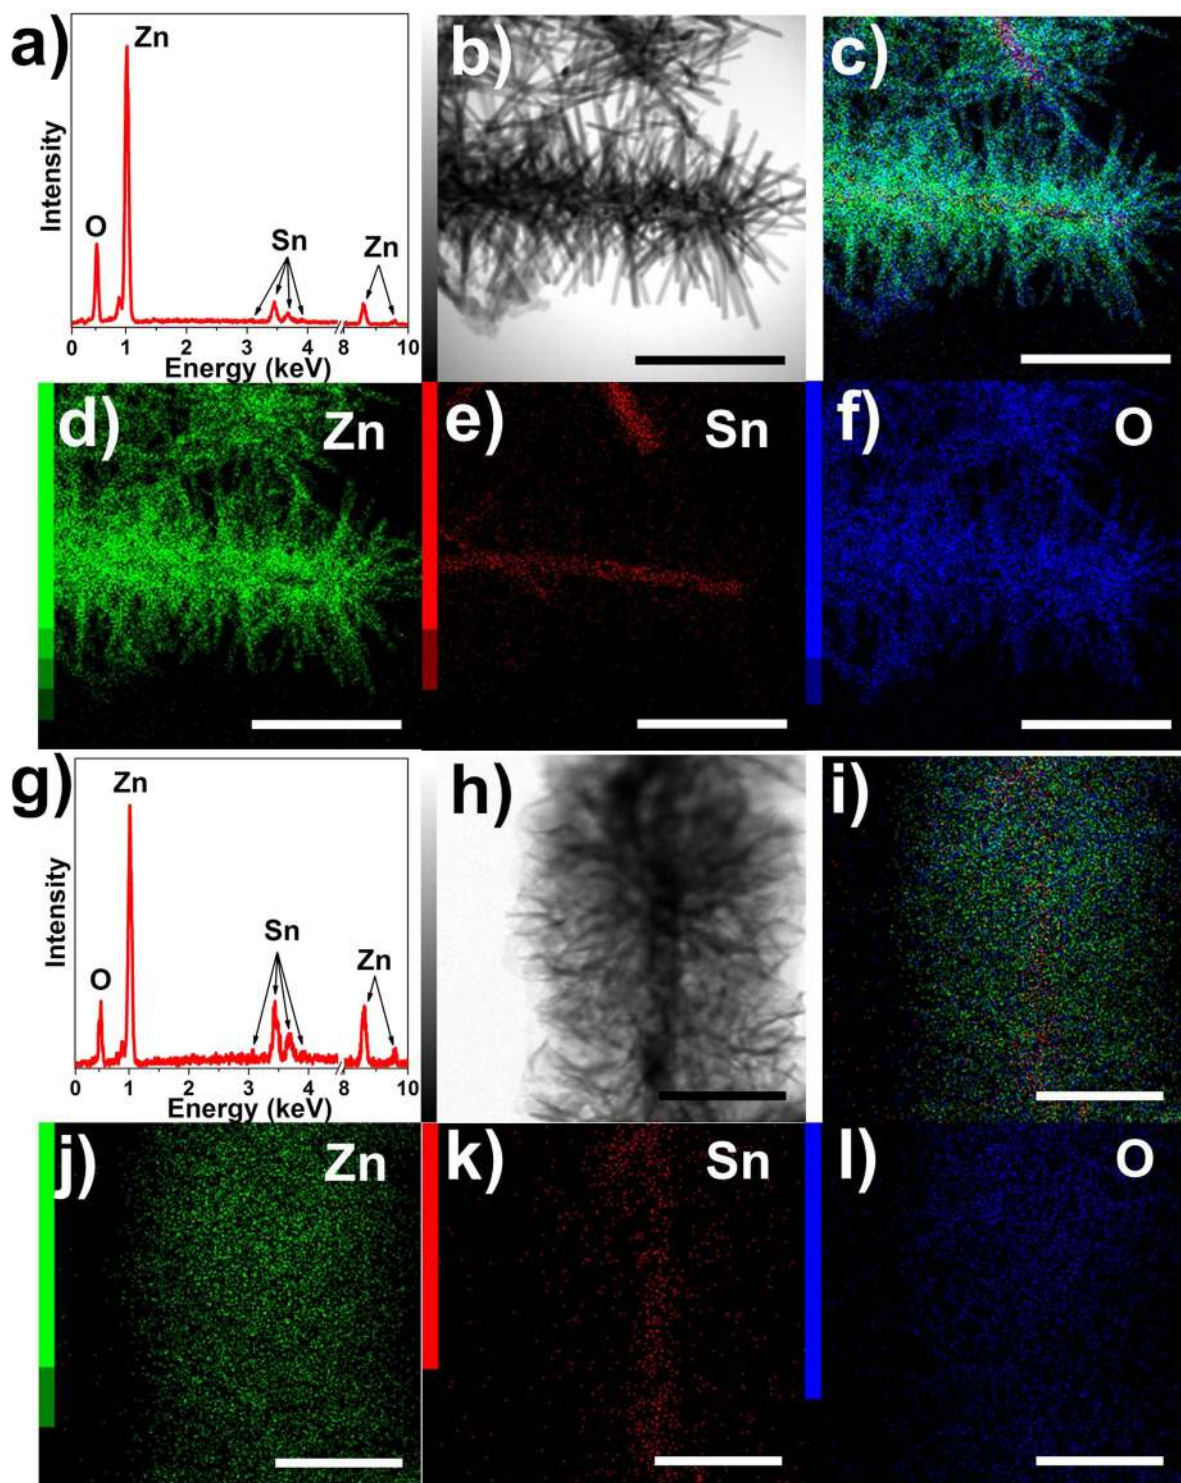 a)
Zn
O
Sn
Zn
Intensity
0 1 2 3 4 8 10
Energy (keV)
b)
c)
d) Zn
e) Sn
f) O
g)
Zn
O
Sn
Zn
Intensity
0 1 2 3 4 8 10
Energy (keV)
h)
i)
j) Zn
k) Sn
l) O